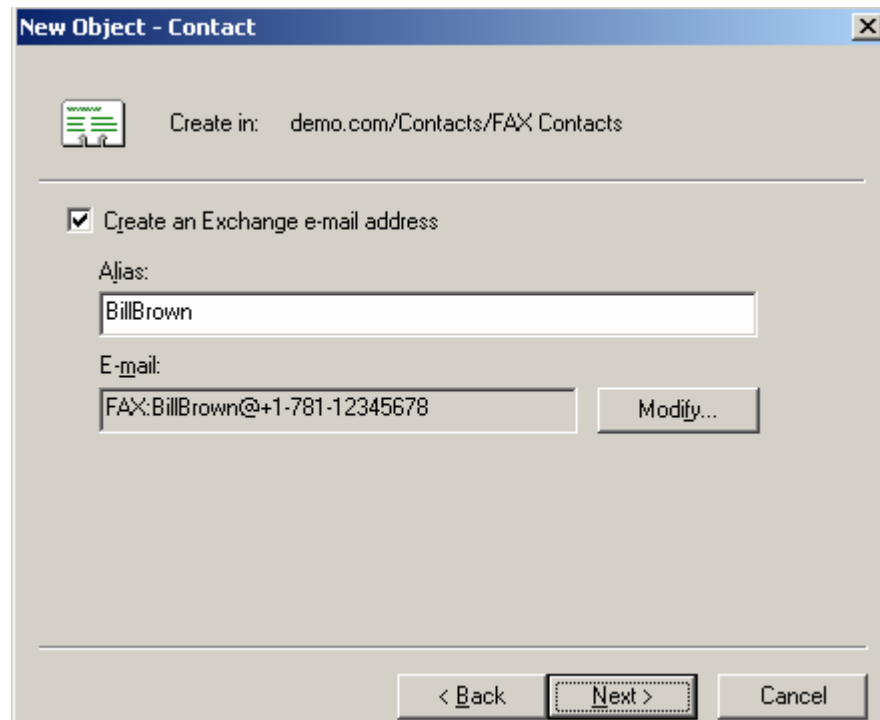 New Object - Contact
Create in: demo.com/Contacts/FAX Contacts
Create an Exchange e-mail address
Alias:
BillBrown
E-mail:
FAX:BillBrown@+1-781-12345678 Modify...
< Back Next > Cancel